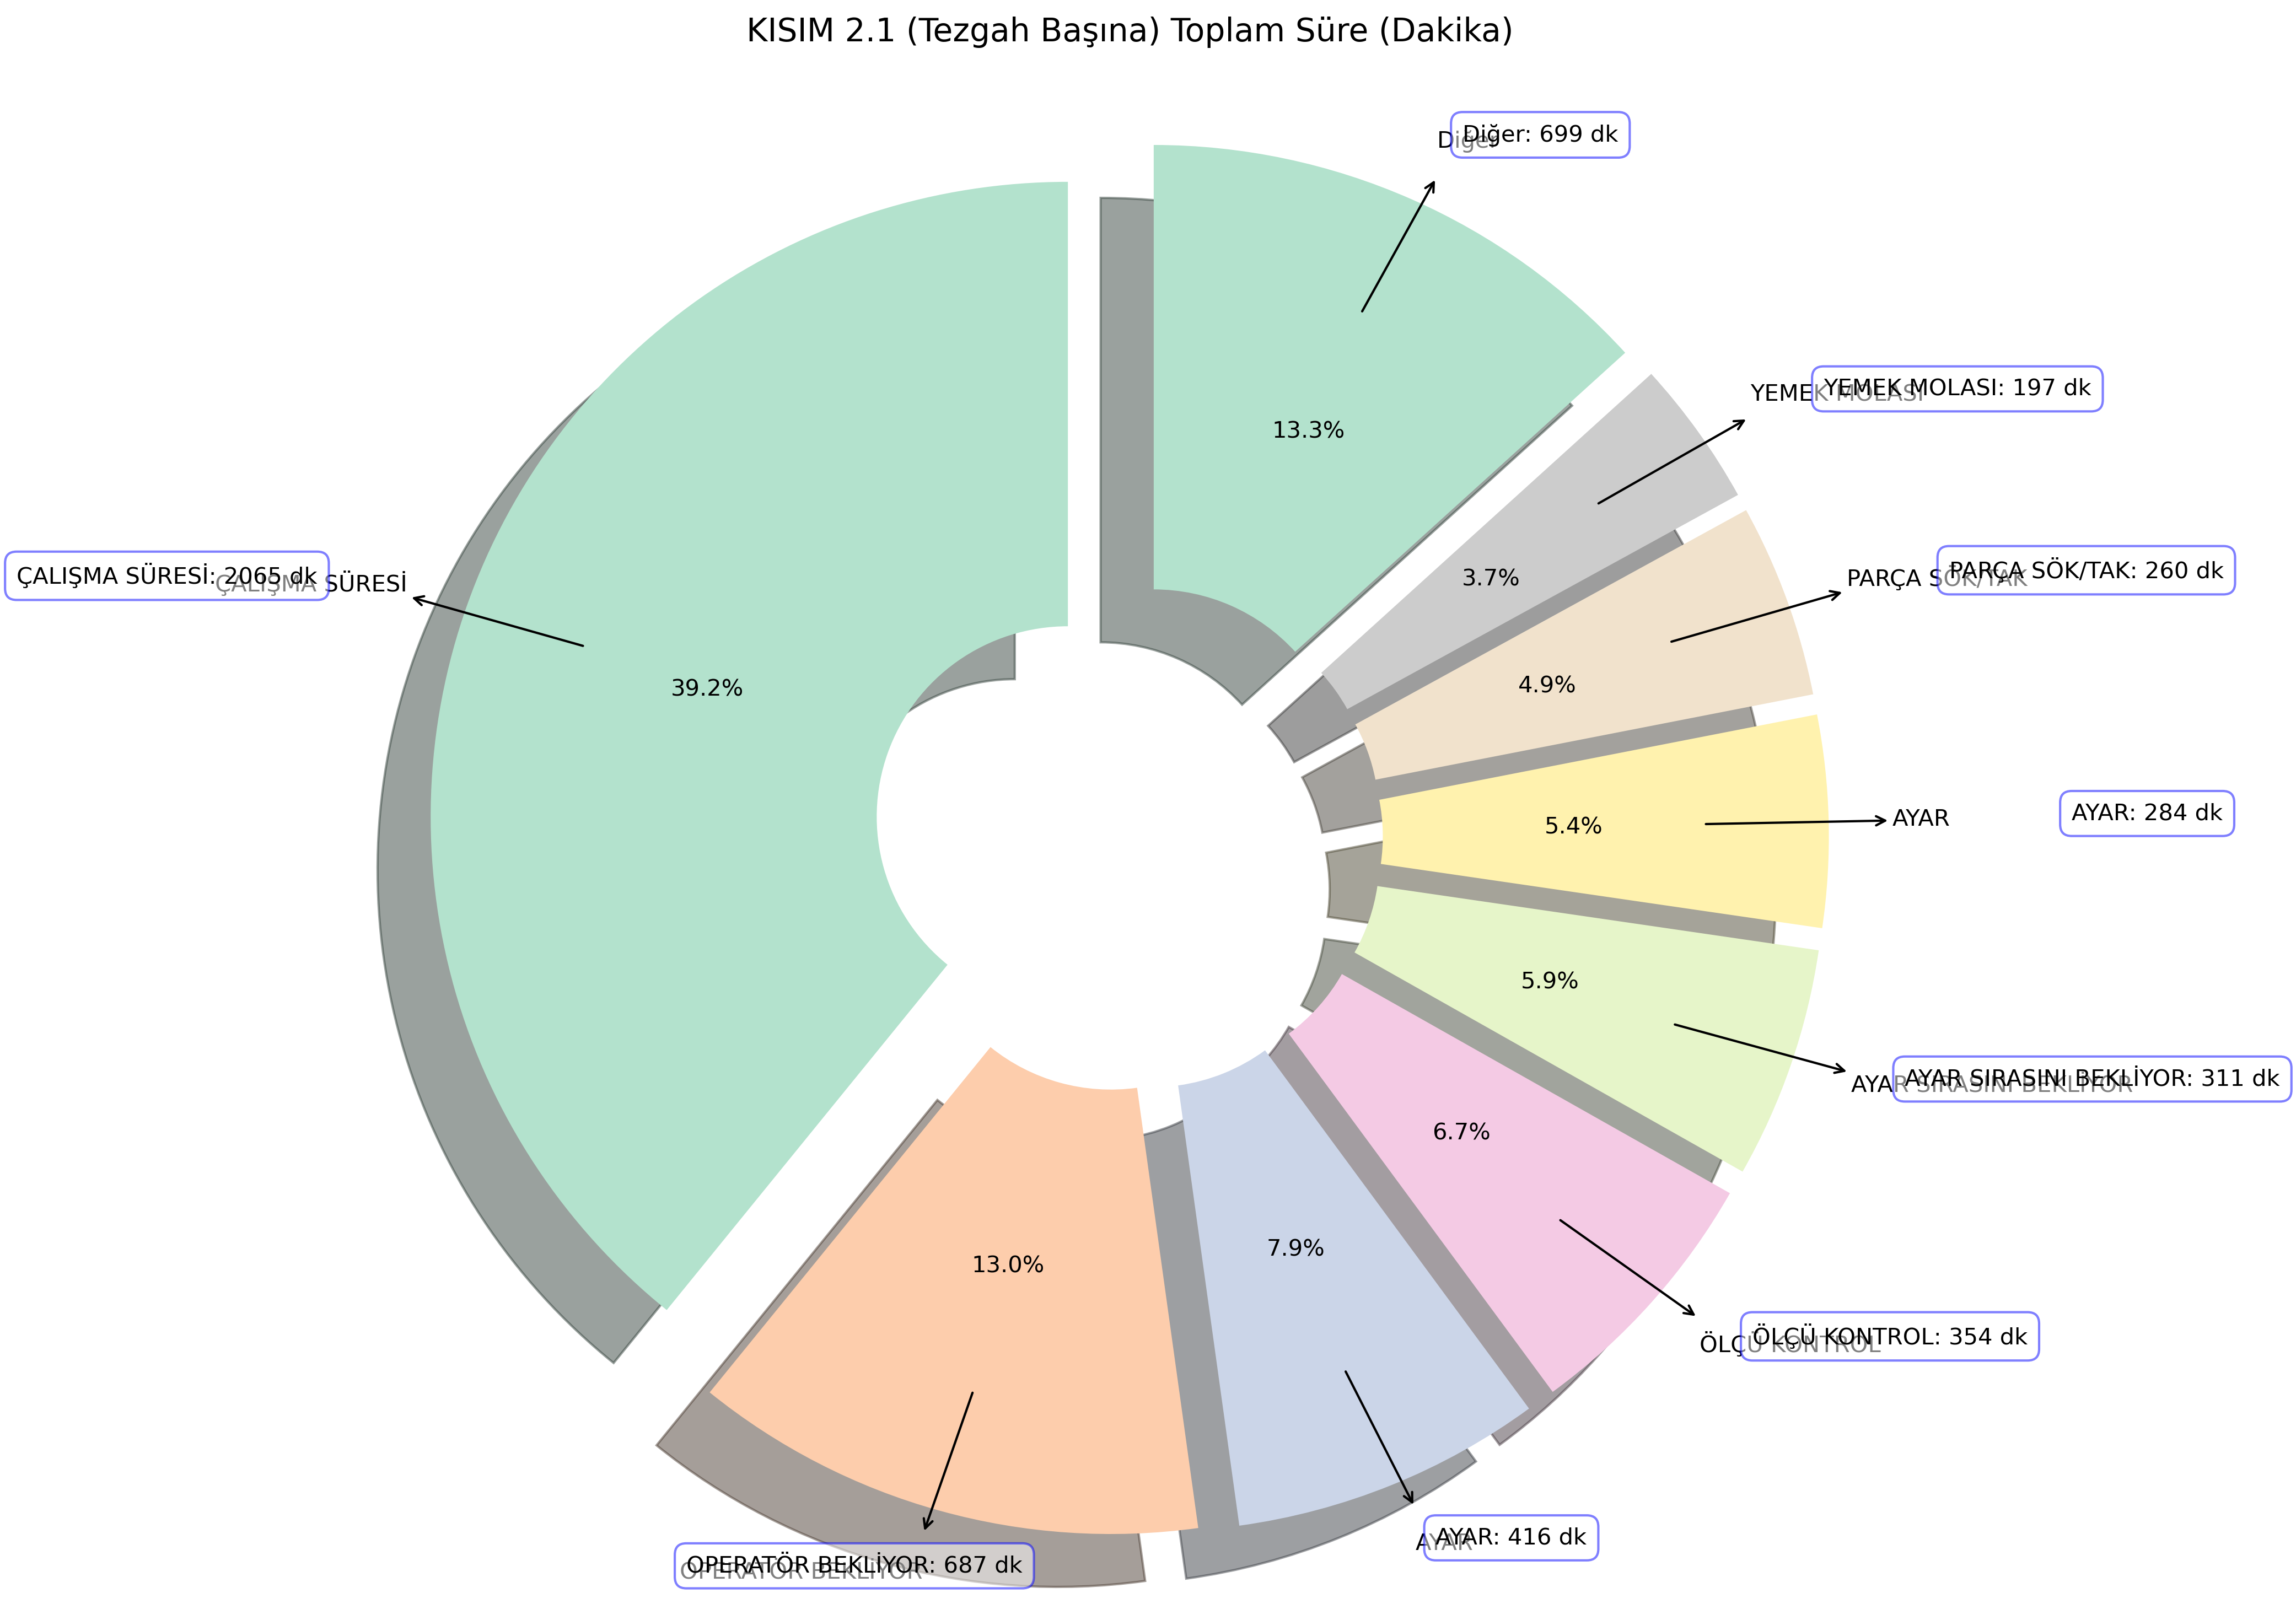 KISIM 2.1 (Tezgah Başına) Toplam Süre (Dakika)
Diğer
Diğer: 699 dk
13.3%
YEMEK MOLASI
YEMEK MOLASI: 197 dk
3.7%
PARÇA SÖK/TAK
PARÇA SÖK/TAK: 260 dk
4.9%
ÇALIŞMA SÜRESİ: 2065 dk
ÇALIŞMA SÜRESİ
39.2%
AYAR
AYAR: 284 dk
5.4%
5.9%
AYAR SIRASINI BEKLİYOR
AYAR SIRASINI BEKLİYOR: 311 dk
6.7%
ÖLÇÜ KONTROL
ÖLÇÜ KONTROL: 354 dk
7.9%
AYAR
AYAR: 416 dk
13.0%
OPERATÖR BEKLİYOR
OPERATÖR BEKLİYOR: 687 dk